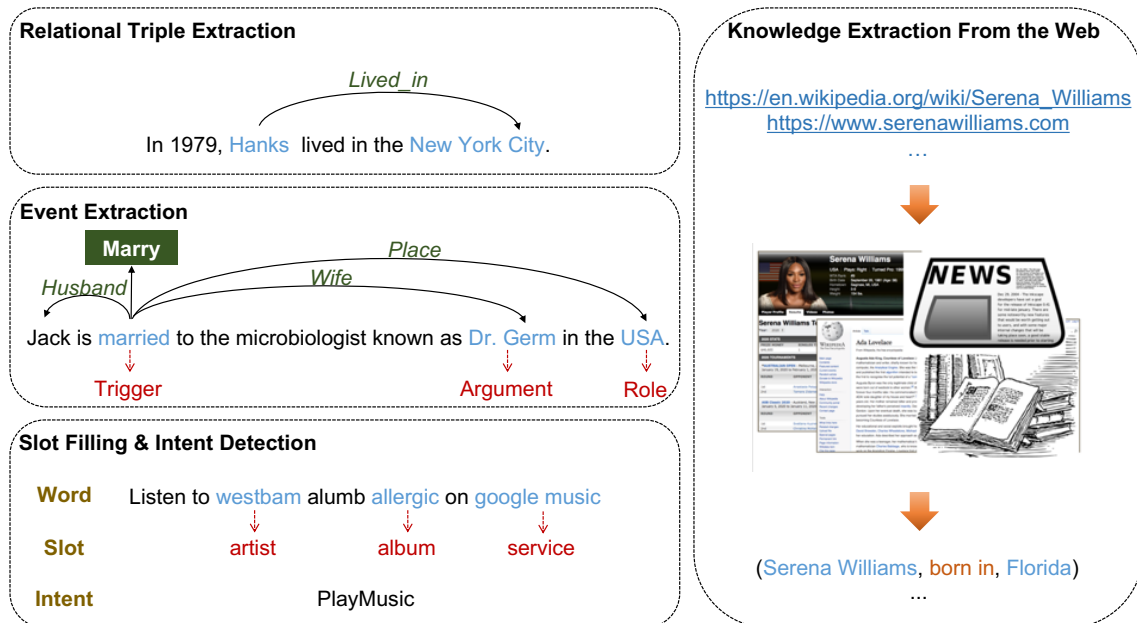 Relational Triple Extraction
Lived_in
In 1979, Hanks lived in the New York City.
Event Extraction
Marry
Place
Wife
Husband
Jack is married to the microbiologist known as Dr. Germ in the USA.
Trigger
Argument
Role
Slot Filling & Intent Detection
Word
Listen to westbam alumb allergic on google music
Slot
artist
album
service
Intent
PlayMusic
Knowledge Extraction From the Web
https://en.wikipedia.org/wiki/Serena_Williams
https://www.serenawilliams.com
...
Serena Williams
NEWS
Ada Lovelace
(Serena Williams, born in, Florida)
...